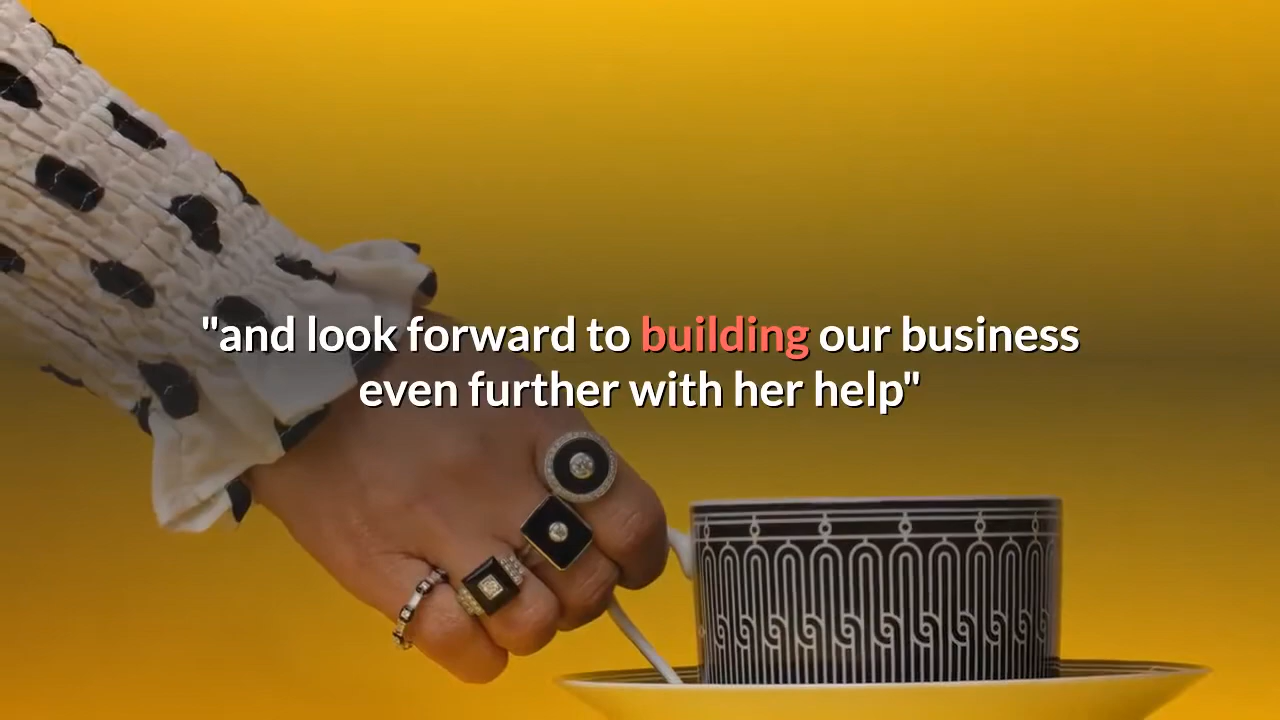 "and look forward to building our business
even further with her help"